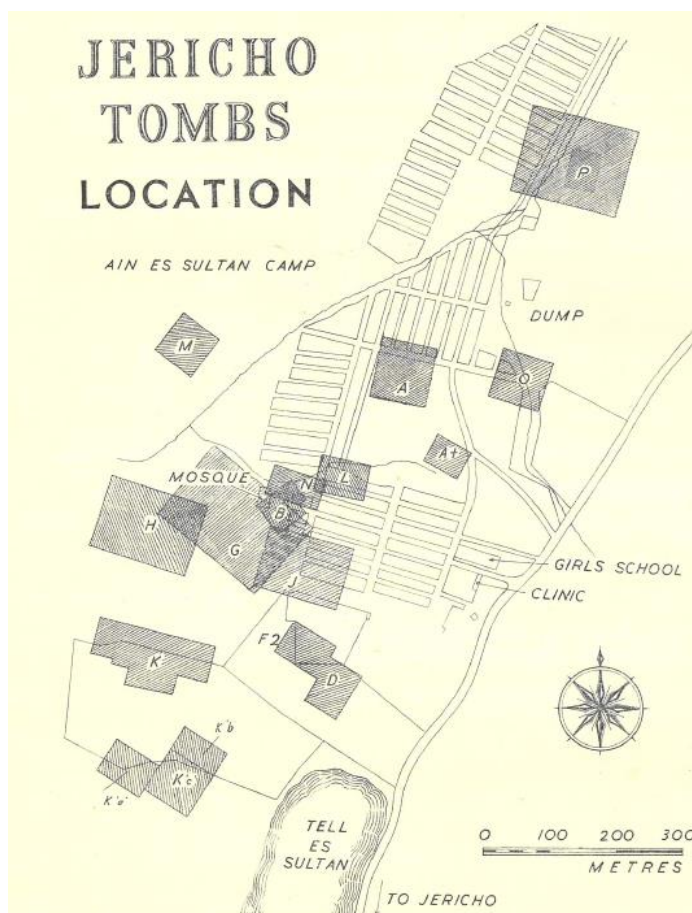 JERICHO
TOMBS
LOCATION
AIN ES SULTAN CAMP
P
DUMP
M
A
O
A+
MOSQUE
N
L
B
H
G
J
GIRLS SCHOOL
CLINIC
F2
K
D
K'b
K'c'
K'a'
TELL
ES
SULTAN
0 100 200 300
METRES
TO JERICHO